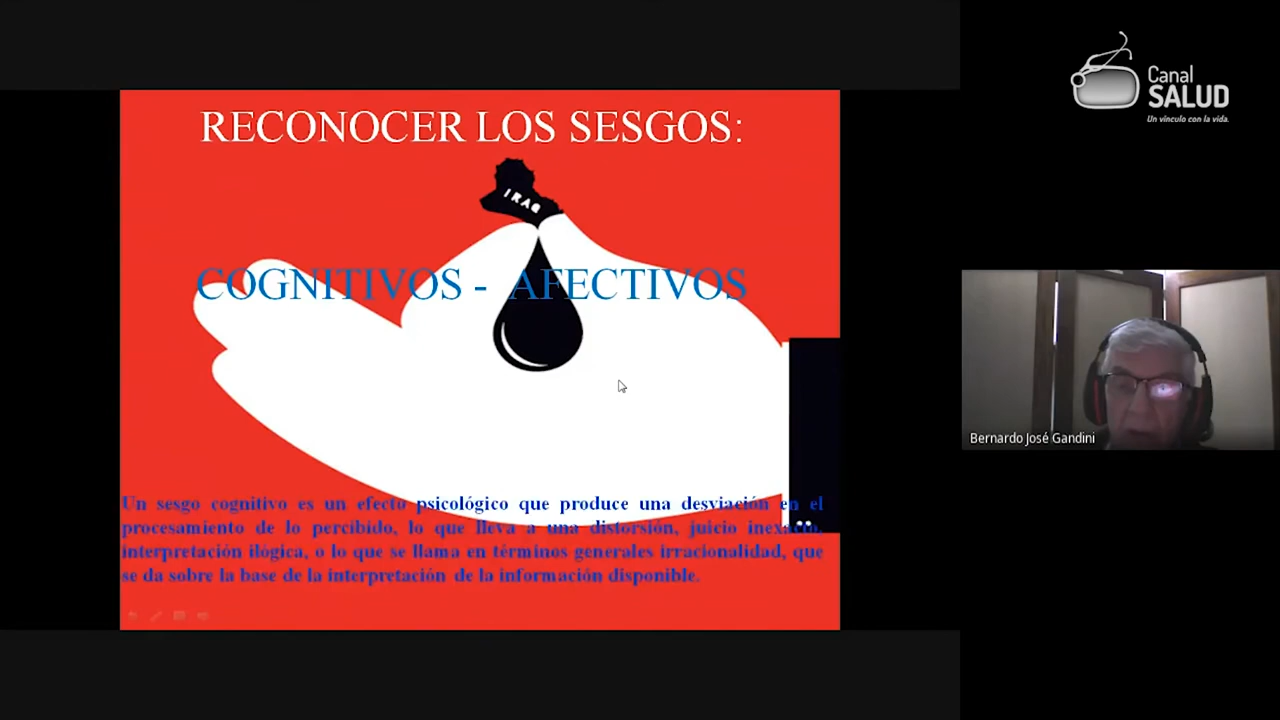 RECONOCER LOS SESGOS:
IRAQ
COGNITIVOS - AFECTIVOS
Un sesgo cognitivo es un efecto psicológico que produce una desviación en el
procesamiento de lo percibido, lo que lleva a una distorsión, juicio inexacto,
interpretación ilógica, o lo que se llama en términos generales irracionalidad, que
se da sobre la base de la interpretación de la información disponible.
Canal
SALUD
Un vínculo con la vida.
Bernardo José Gandini